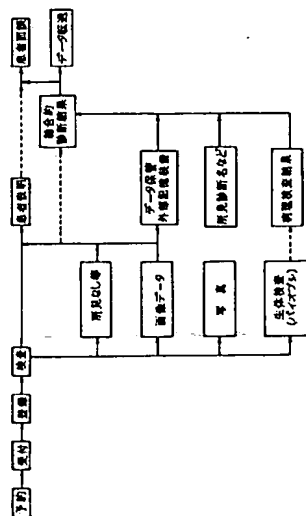 予約
受付
登録
検査
所見なし等
画像データ
写真
生体検査
(バイオプシ)
患者説明
データ保管
外部記憶装置
所見診断名など
病理検査結果
総合的
診断結果
患者面倒
データ転送